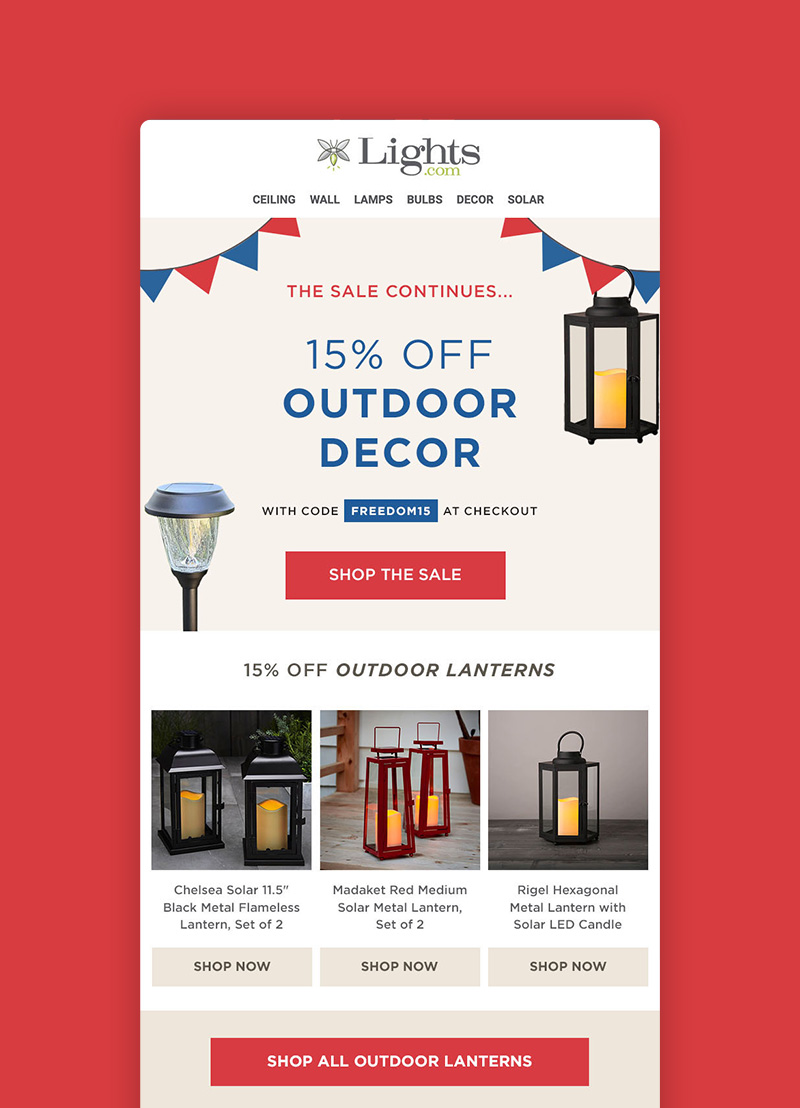 Lights
.com
CEILING WALL LAMPS BULBS DECOR SOLAR
THE SALE CONTINUES...
15% OFF
OUTDOOR
DECOR
WITH CODE FREEDOM15 AT CHECKOUT
SHOP THE SALE
15% OFF OUTDOOR LANTERNS
Chelsea Solar 11.5"
Black Metal Flameless
Lantern, Set of 2
SHOP NOW
Madaket Red Medium
Solar Metal Lantern,
Set of 2
SHOP NOW
Rigel Hexagonal
Metal Lantern with
Solar LED Candle
SHOP NOW
SHOP ALL OUTDOOR LANTERNS